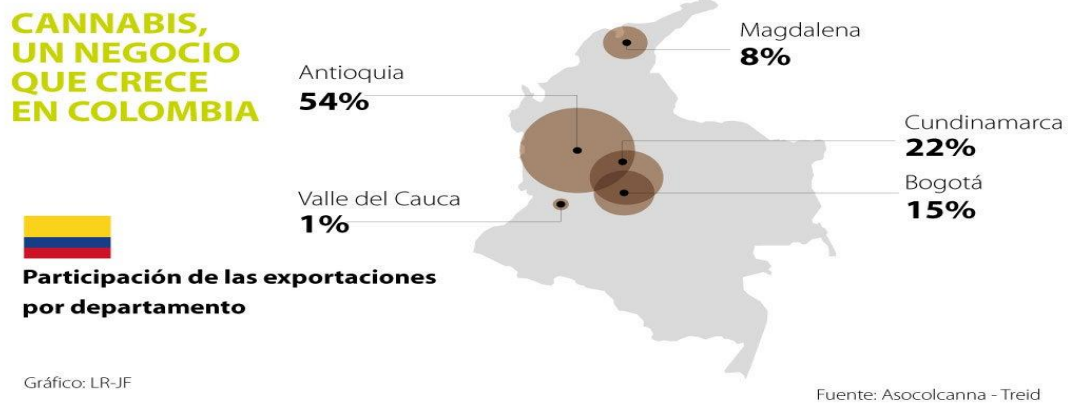 CANNABIS,
UN NEGOCIO
QUE CRECE
EN COLOMBIA
Antioquia
54%
Valle del Cauca
1%
Magdalena
8%
Cundinamarca
22%
Bogotá
15%
Participación de las exportaciones
por departamento
Gráfico: LR-JF
Fuente: Asocolcanna - Treid